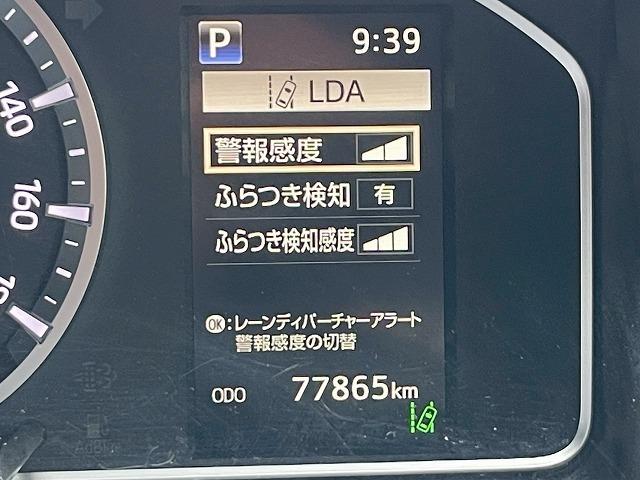 P 9:39
LDA
警報感度
ふらつき検知 有
ふらつき検知感度
OK:レーンディパーチャーアラート
警報感度の切替
ODO 77865km
140
160